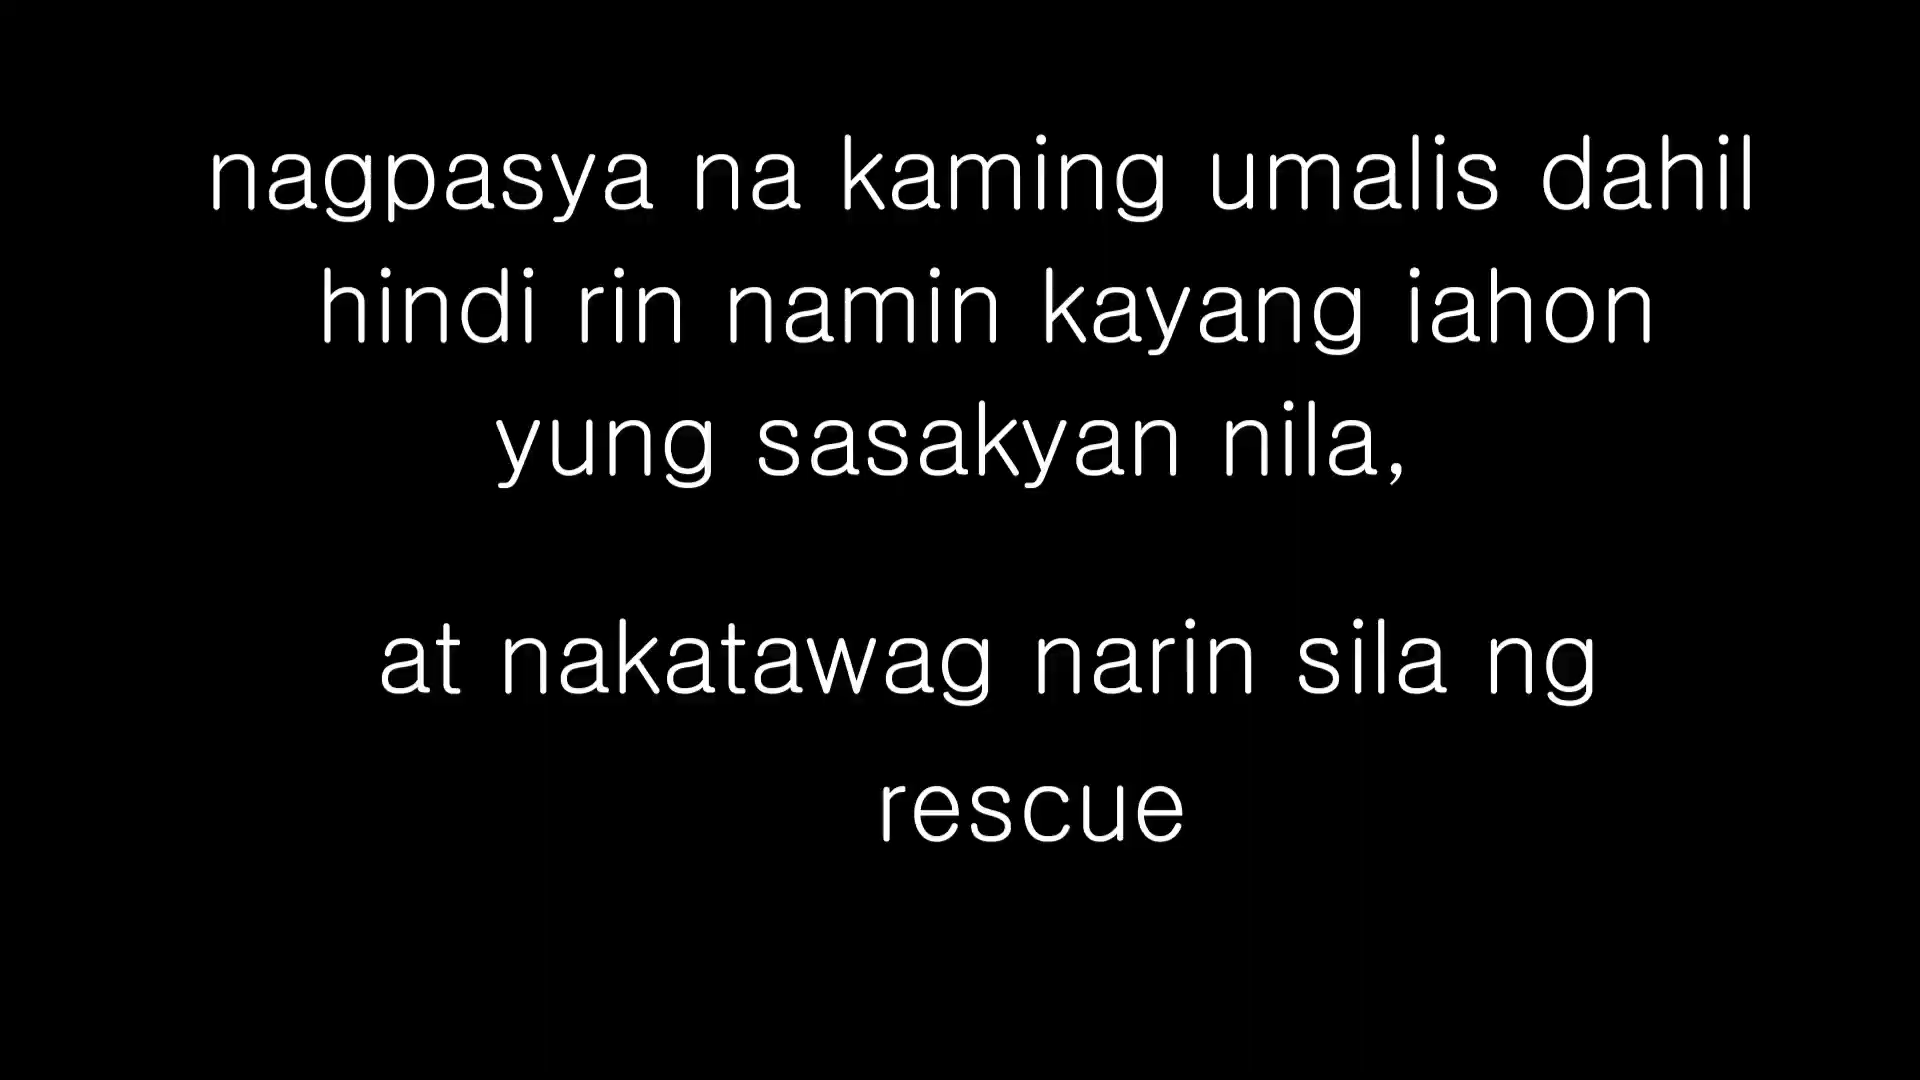 nagpasya na kaming umalis dahil
hindi rin namin kayang iahon
yung sasakyan nila,
at nakatawag narin sila ng
rescue